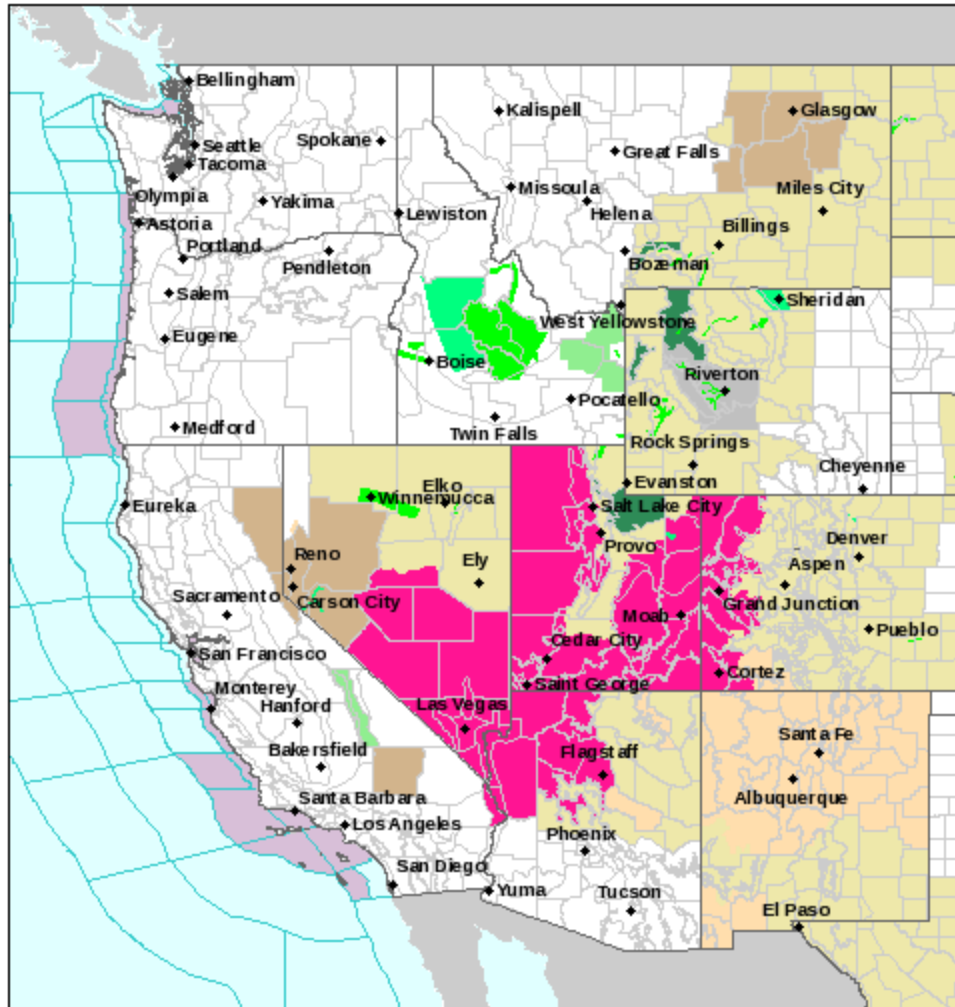 Bellingham
Kalispell
Glasgow
Seattle
Spokane
Great Falls
Tacoma
Missoula
Miles City
Olympia
Yakima
Lewiston
Helena
Astoria
Billings
Portland
Pendleton
Bozeman
Salem
Sheridan
West Yellowstone
Eugene
Boise
Riverton
Pocatello
Medford
Twin Falls
Rock Springs
Cheyenne
Elko
Evanston
Winnemucca
Eureka
Salt Lake City
Provo
Denver
Reno
Ely
Aspen
Sacramento
Carson City
Grand Junction
Moab
Pueblo
San Francisco
Cedar City
Cortez
Saint George
Monterey
Hanford
Las Vegas
Santa Fe
Bakersfield
Flagstaff
Albuquerque
Santa Barbara
Los Angeles
Phoenix
San Diego
Yuma
Tucson
El Paso